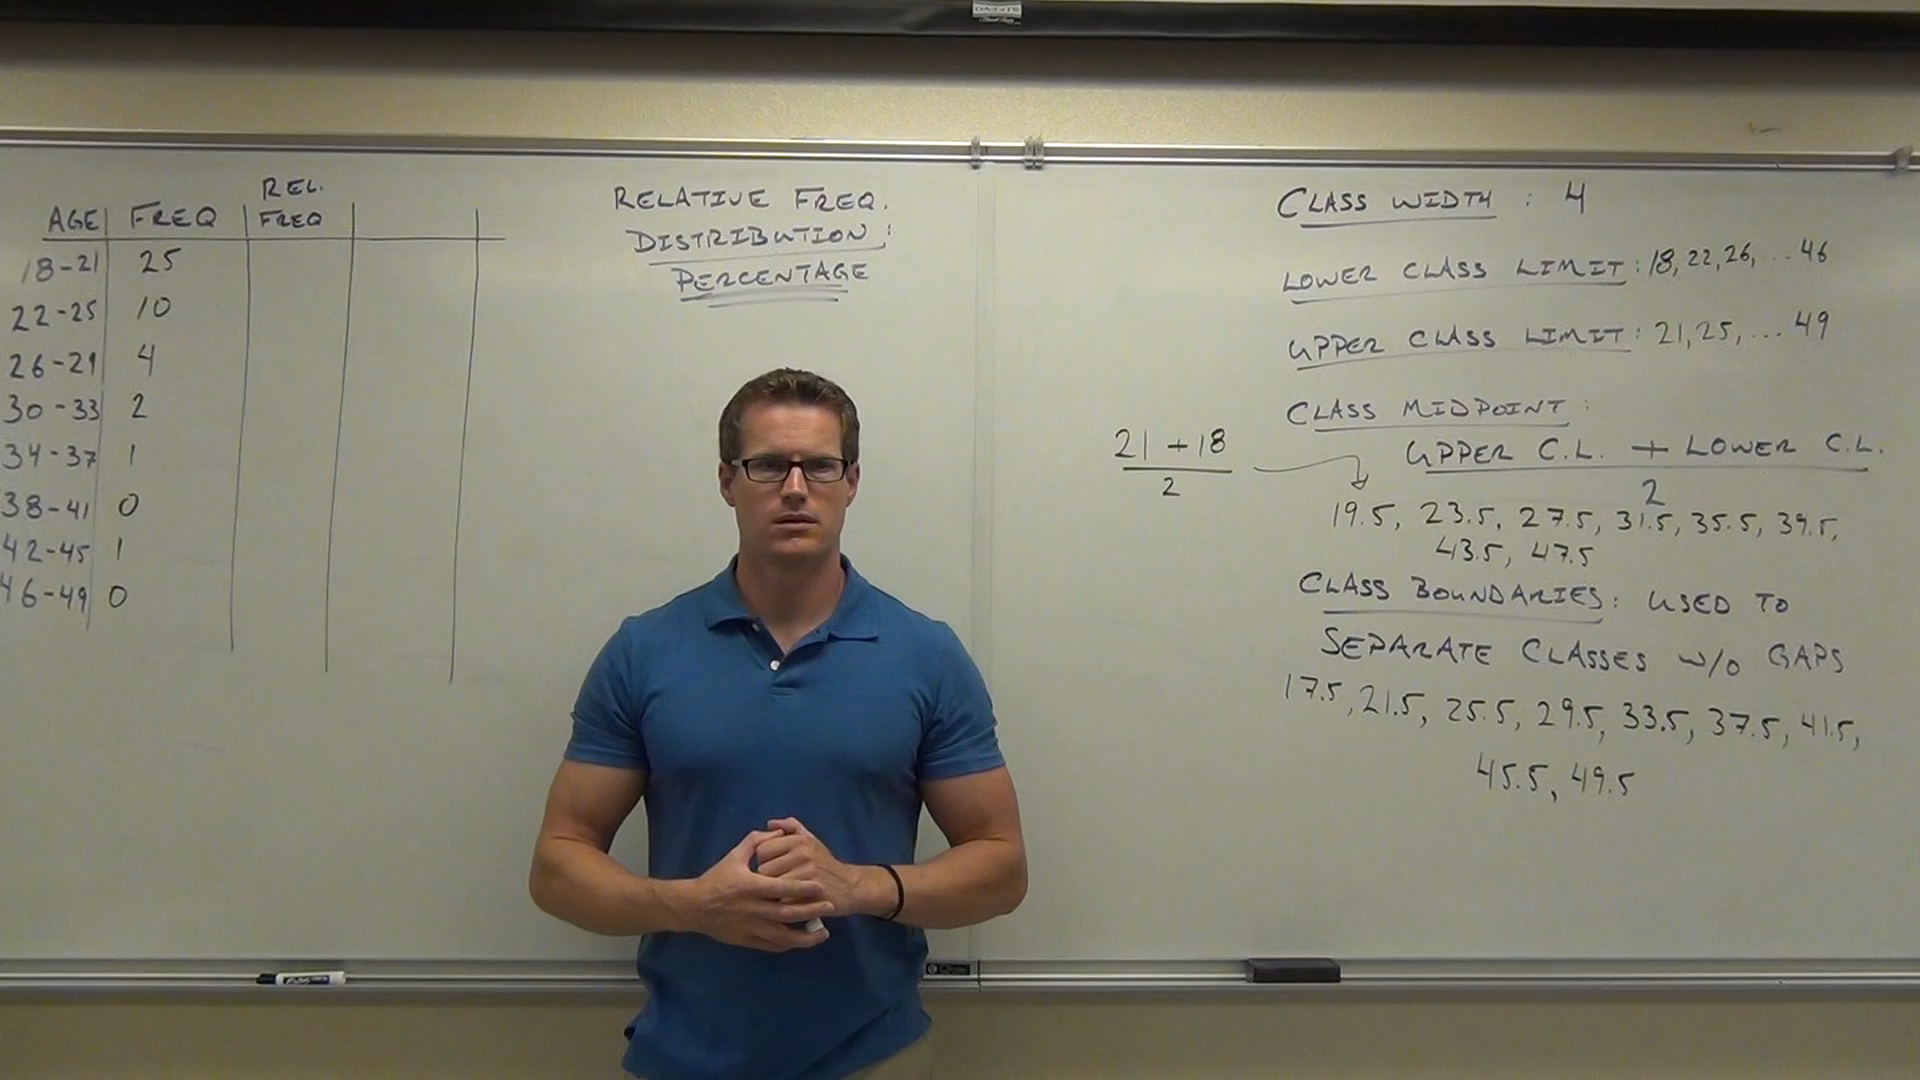 REL.
AGE FREQ FREQ
18-21 25
22-25 10
26-29 4
30-33 2
34-37 1
38-41 0
42-45 1
46-49 0
RELATIVE FREQ.
DISTRIBUTION:
PERCENTAGE
CLASS WIDTH : 4
LOWER CLASS LIMIT: 18, 22, 26, ... 46
UPPER CLASS LIMIT: 21, 25, ... 49
CLASS MIDPOINT:
UPPER C.L. + LOWER C.L.
2
21 + 18
2
19.5, 23.5, 27.5, 31.5, 35.5, 39.5,
43.5, 47.5
CLASS BOUNDARIES: USED TO
SEPARATE CLASSES W/O GAPS
17.5, 21.5, 25.5, 29.5, 33.5, 37.5, 41.5,
45.5, 49.5